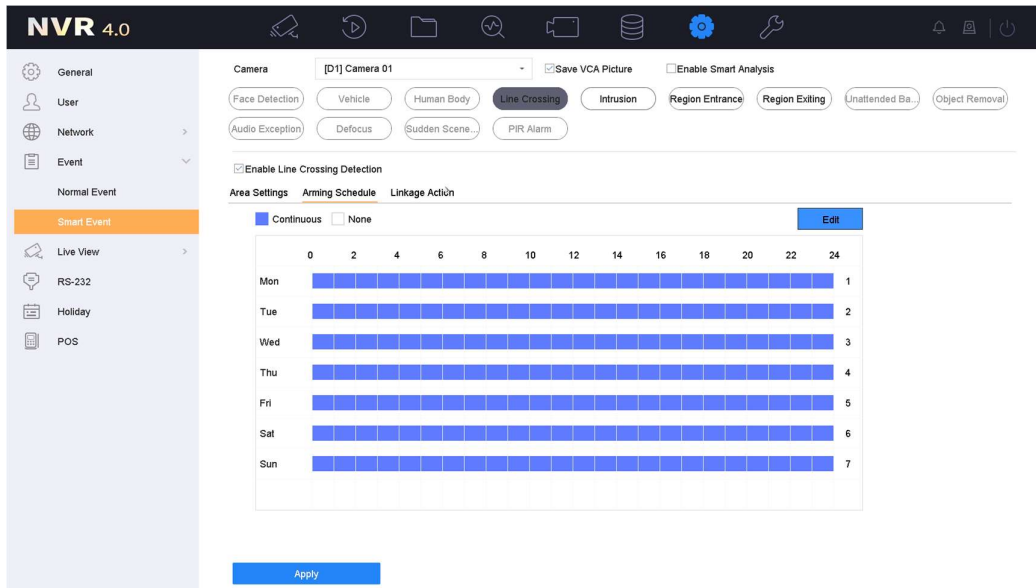 NVR 4.0
General
User
Network
Event
Normal Event
Smart Event
Live View
RS-232
Holiday
POS
Camera [D1] Camera 01 Save VCA Picture Enable Smart Analysis
Face Detection Vehicle Human Body Line Crossing Intrusion Region Entrance Region Exiting Unattended Ba... Object Removal
Audio Exception Defocus Sudden Scene... PIR Alarm
Enable Line Crossing Detection
Area Settings Arming Schedule Linkage Action
Continuous None Edit
0 2 4 6 8 10 12 14 16 18 20 22 24
Mon 1
Tue 2
Wed 3
Thu 4
Fri 5
Sat 6
Sun 7
Apply